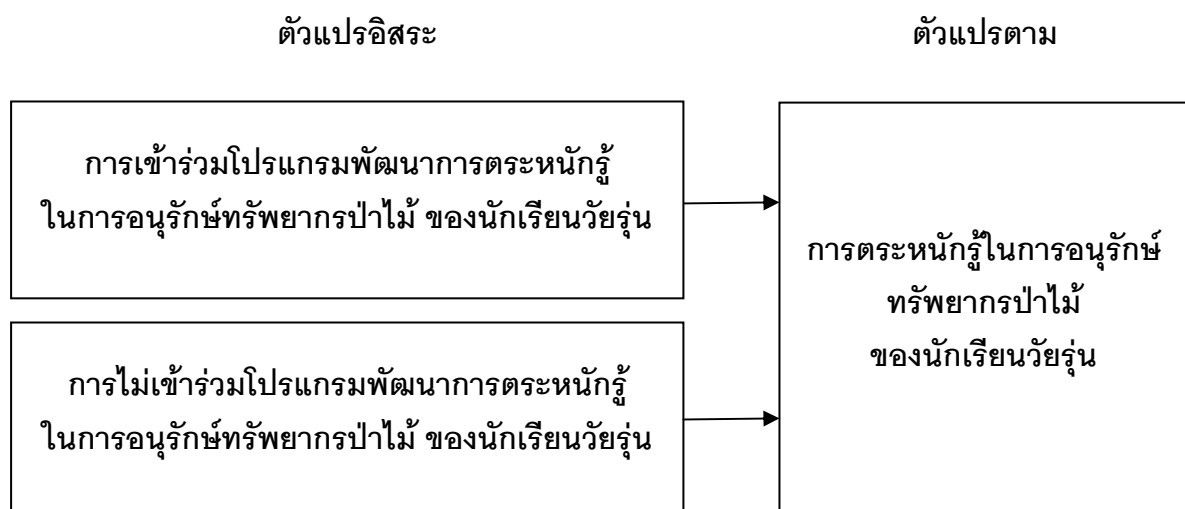 ตัวแปรอิสระ
ตัวแปรตาม
การเข้าร่วมโปรแกรมพัฒนาการตระหนักรู้
ในการอนุรักษ์ทรัพยากรป่าไม้ ของนักเรียนวัยรุ่น
การไม่เข้าร่วมโปรแกรมพัฒนาการตระหนักรู้
ในการอนุรักษ์ทรัพยากรป่าไม้ ของนักเรียนวัยรุ่น
การตระหนักรู้ในการอนุรักษ์
ทรัพยากรป่าไม้
ของนักเรียนวัยรุ่น